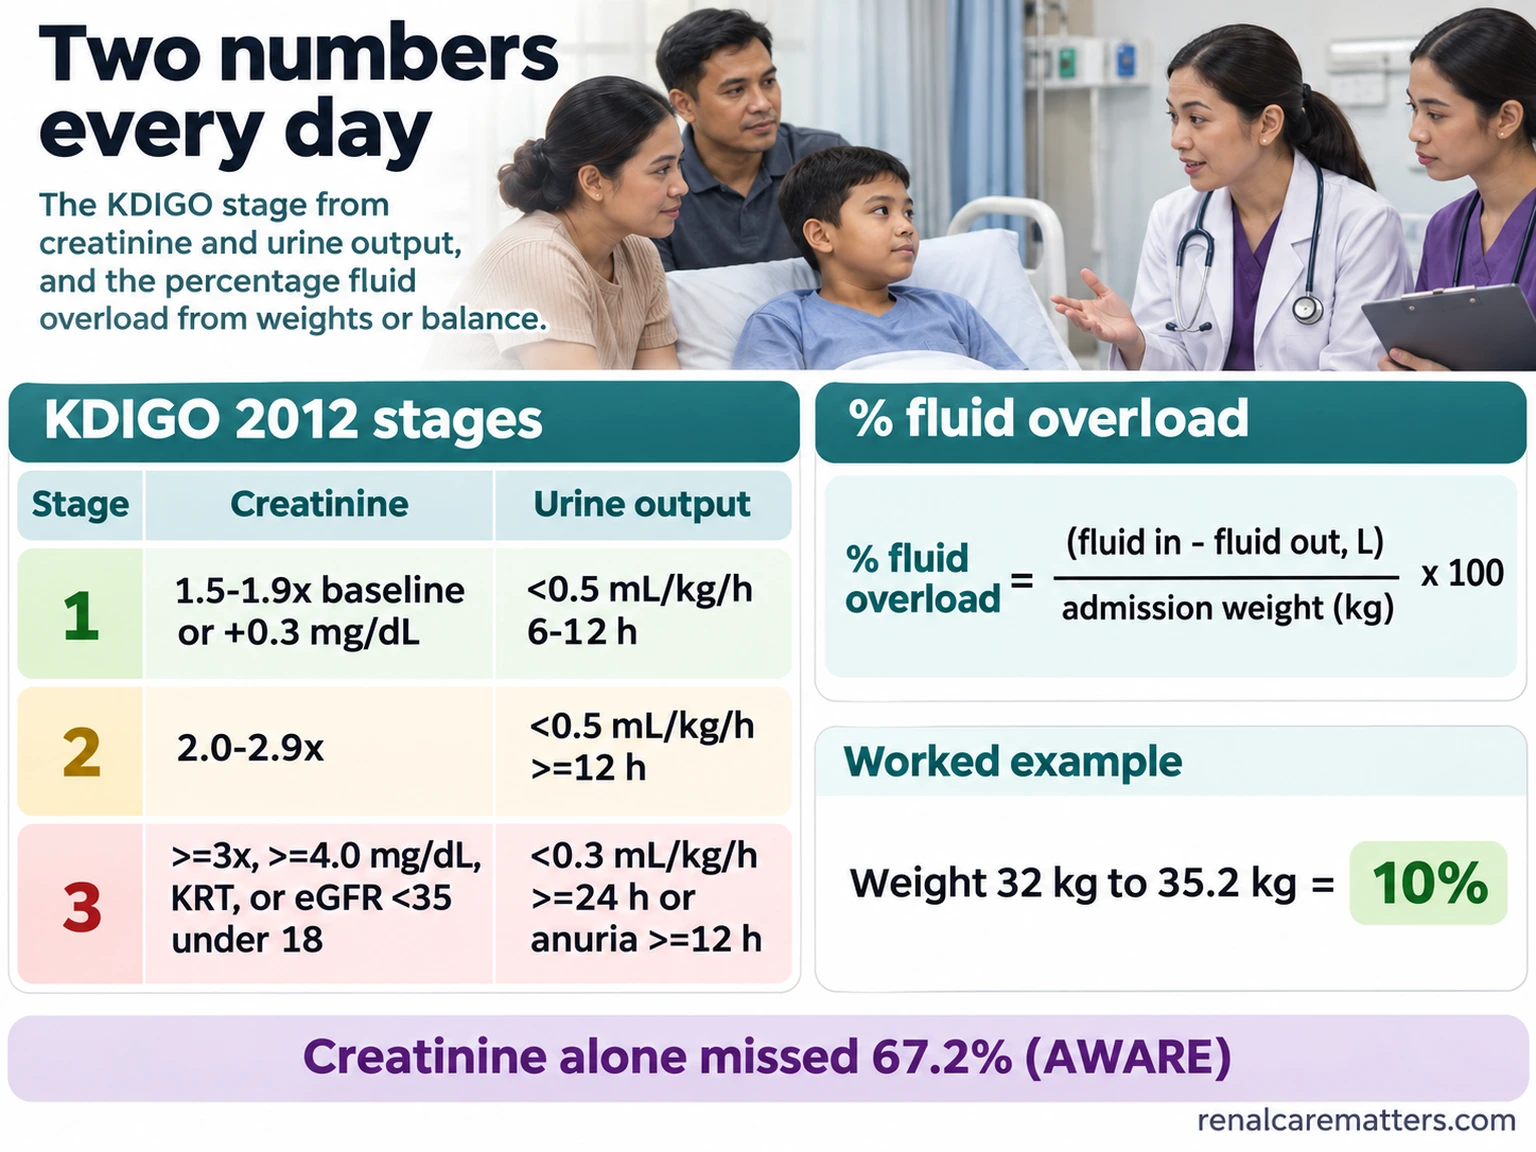 Two numbers
every day
The KDIGO stage from
creatinine and urine output,
and the percentage fluid
overload from weights or balance.
KDIGO 2012 stages
Stage
Creatinine
Urine output
1
1.5-1.9x baseline
or +0.3 mg/dL
<0.5 mL/kg/h
6-12 h
2
2.0-2.9x
<0.5 mL/kg/h
>=12 h
3
>=3x, >=4.0 mg/dL,
KRT, or eGFR <35
under 18
<0.3 mL/kg/h
>=24 h or
anuria >=12 h
% fluid overload
% fluid
overload
=
(fluid in - fluid out, L)
admission weight (kg)
x 100
Worked example
Weight 32 kg to 35.2 kg = 10%
Creatinine alone missed 67.2% (AWARE)
renalcarematters.com